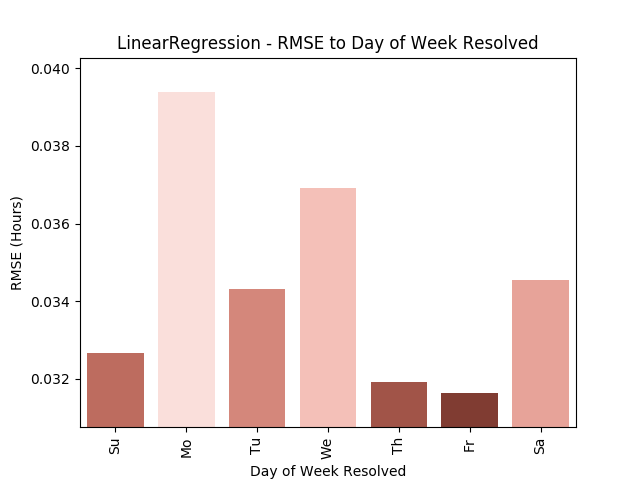 LinearRegression - RMSE to Day of Week Resolved
0.040
0.038
0.036
0.034
0.032
RMSE (Hours)
Su
Mo
Tu
We
Th
Fr
Sa
Day of Week Resolved